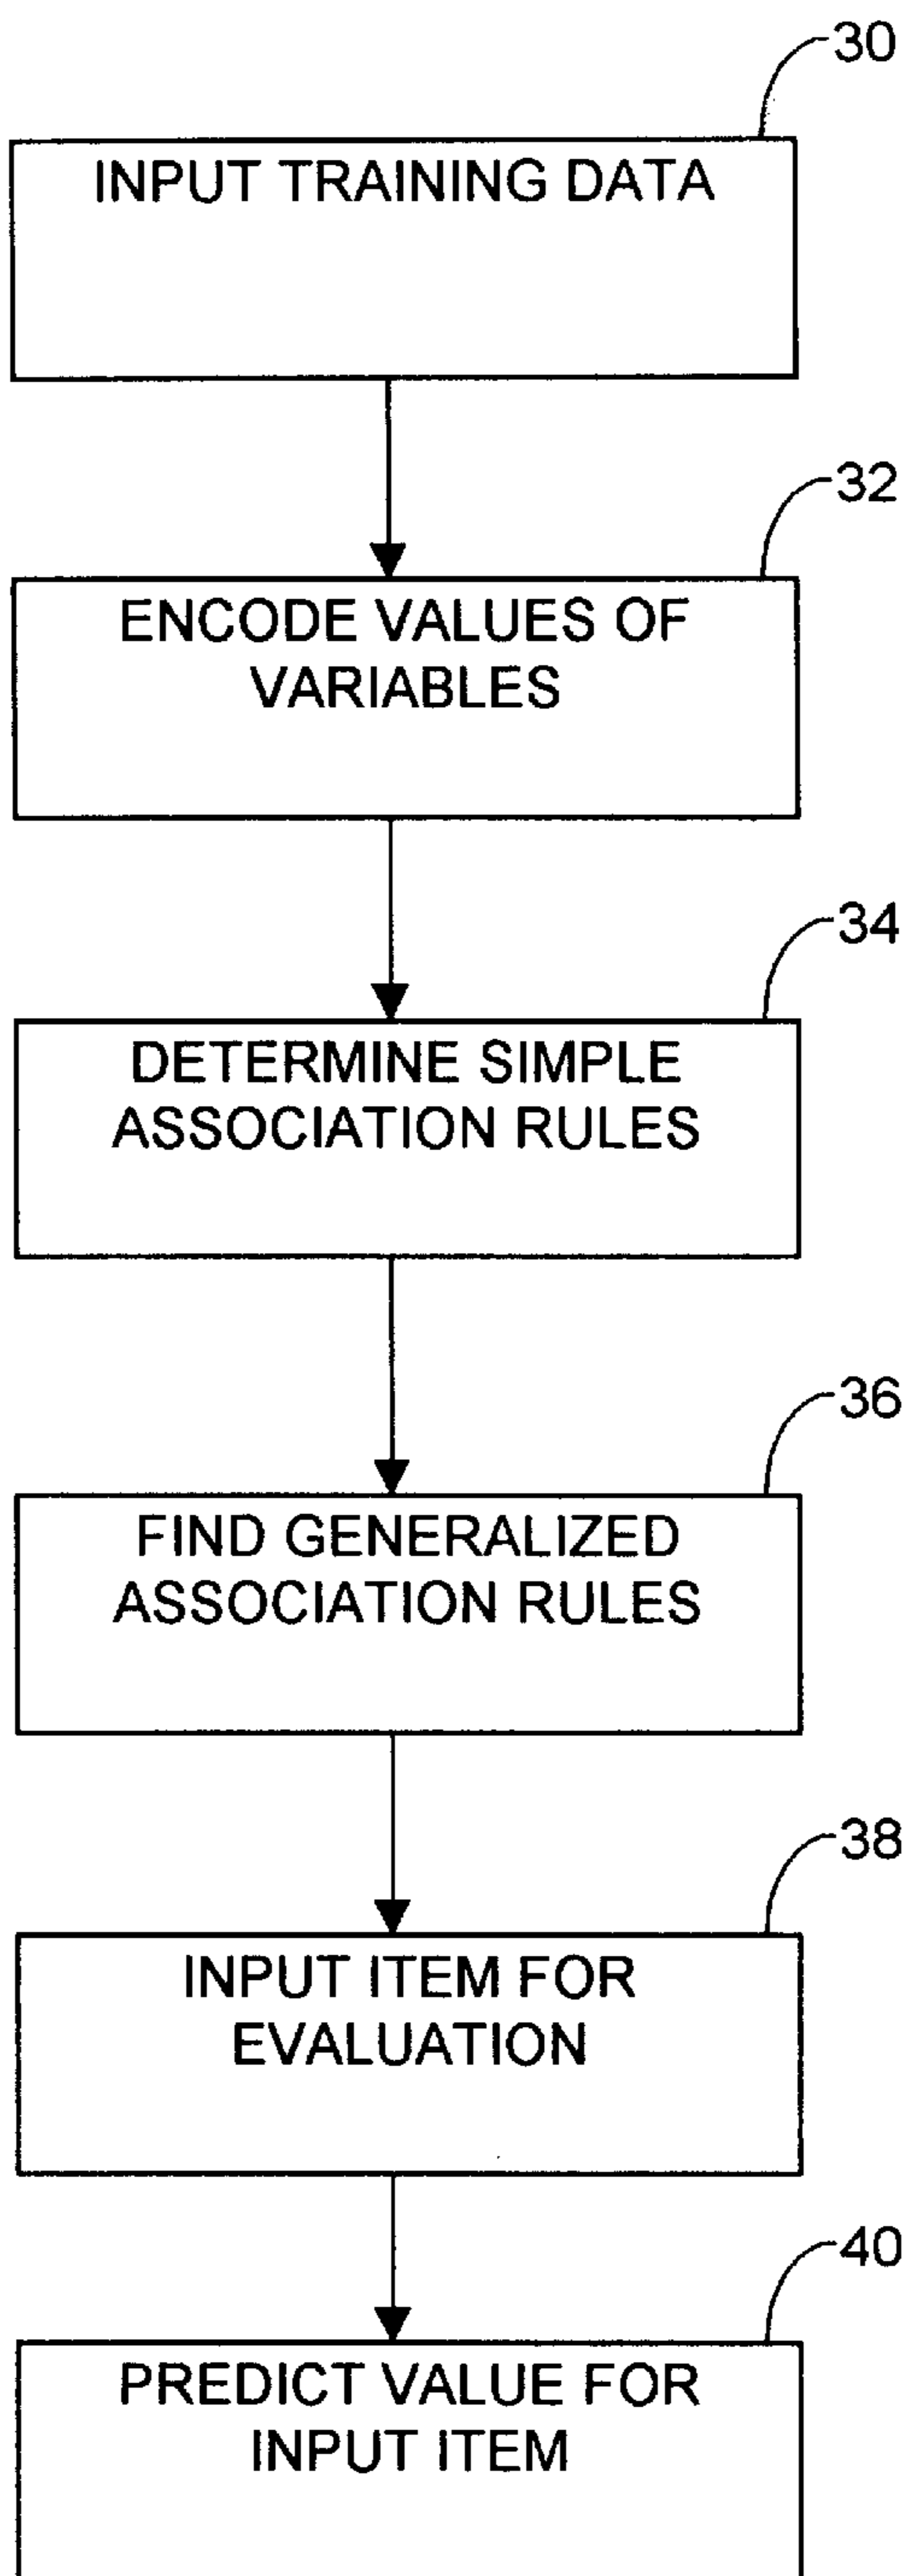 30
INPUT TRAINING DATA
32
ENCODE VALUES OF
VARIABLES
34
DETERMINE SIMPLE
ASSOCIATION RULES
36
FIND GENERALIZED
ASSOCIATION RULES
38
INPUT ITEM FOR
EVALUATION
40
PREDICT VALUE FOR
INPUT ITEM